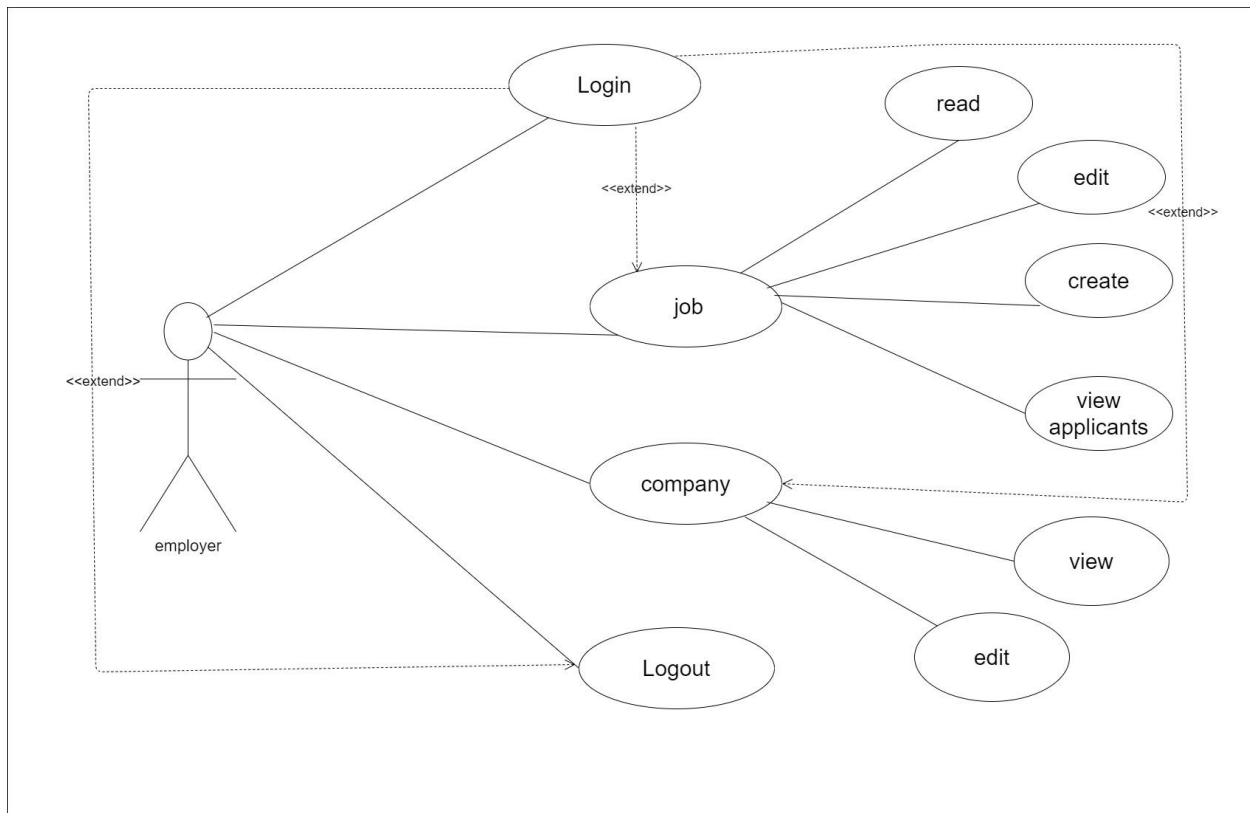 Login
read
edit
<<extend>>
<<extend>>
create
job
<<extend>>
view
applicants
company
employer
view
Logout
edit